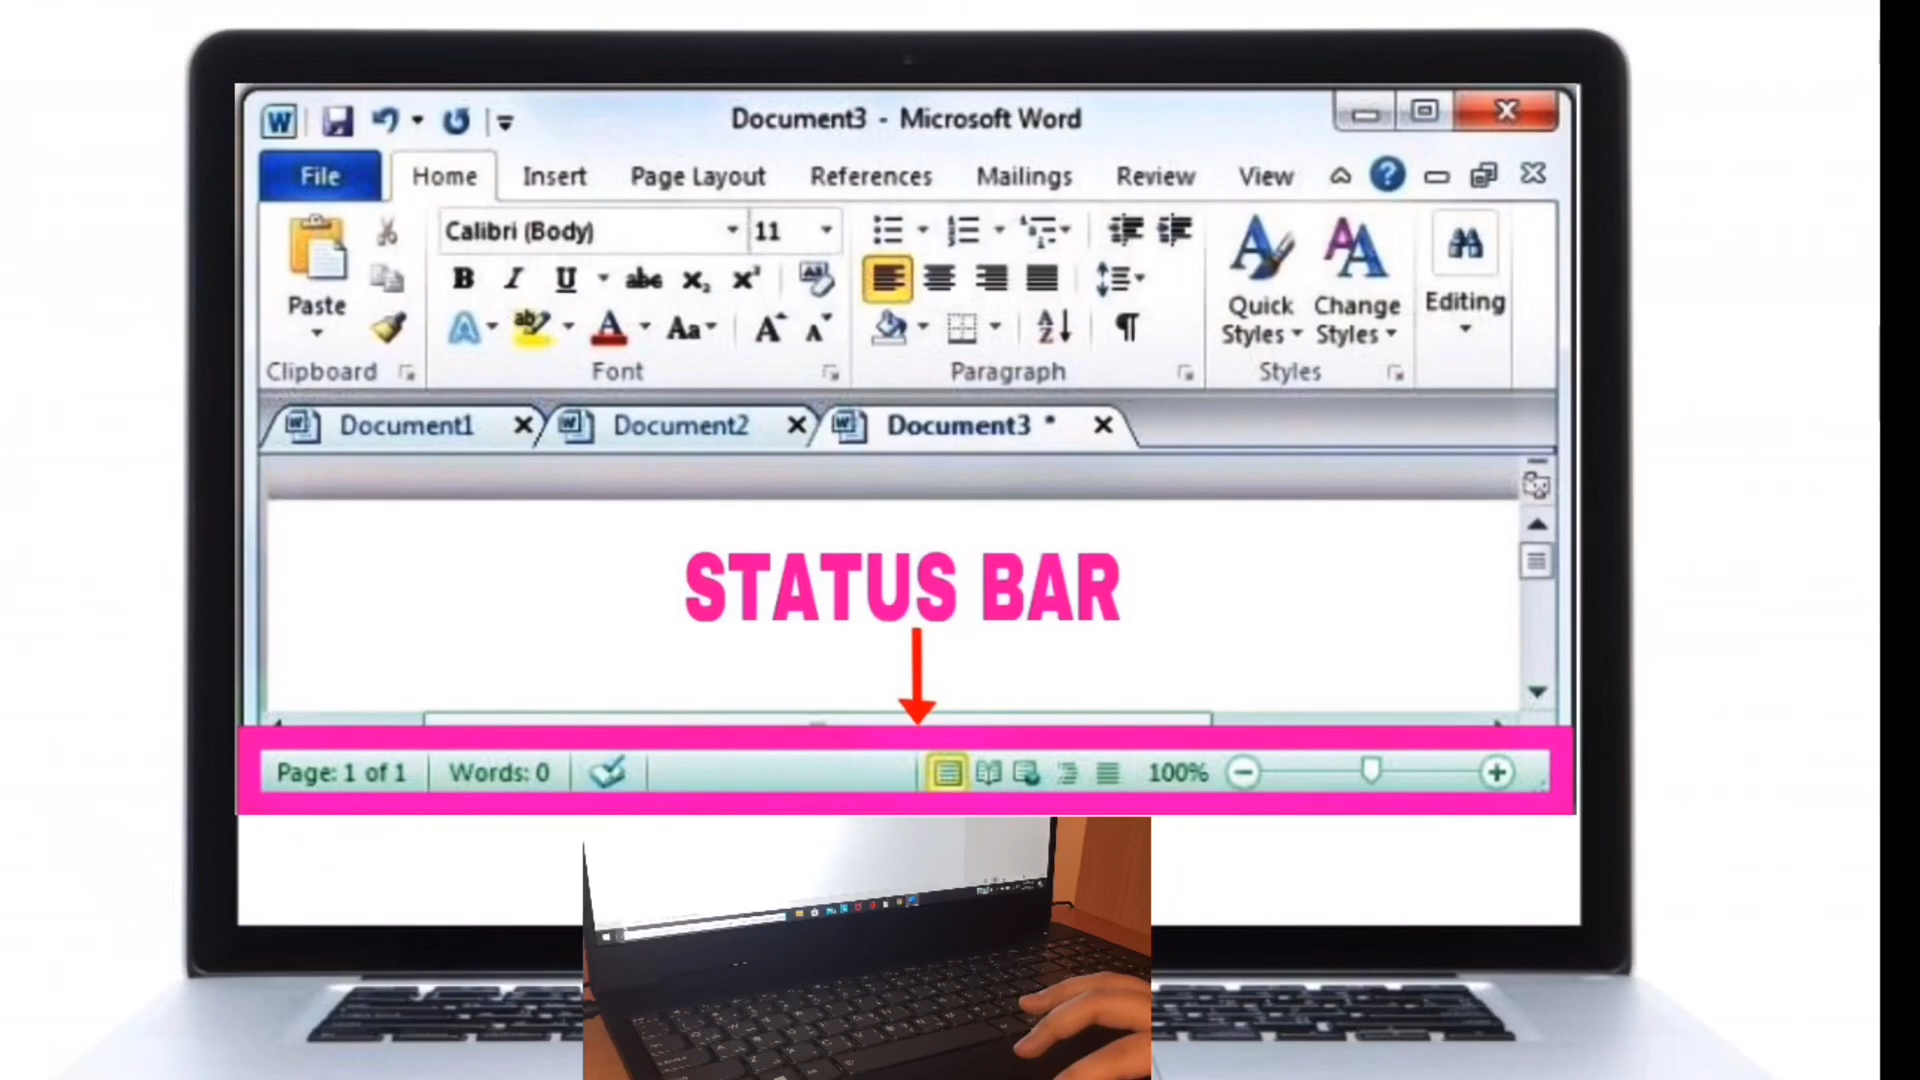 Document3 - Microsoft Word
File Home Insert Page Layout References Mailings Review View
Calibri (Body) 11
Paste
Quick Styles
Change Styles
Editing
Clipboard Font Paragraph Styles
Document1 Document2 Document3 *
STATUS BAR
Page: 1 of 1 Words: 0 100%